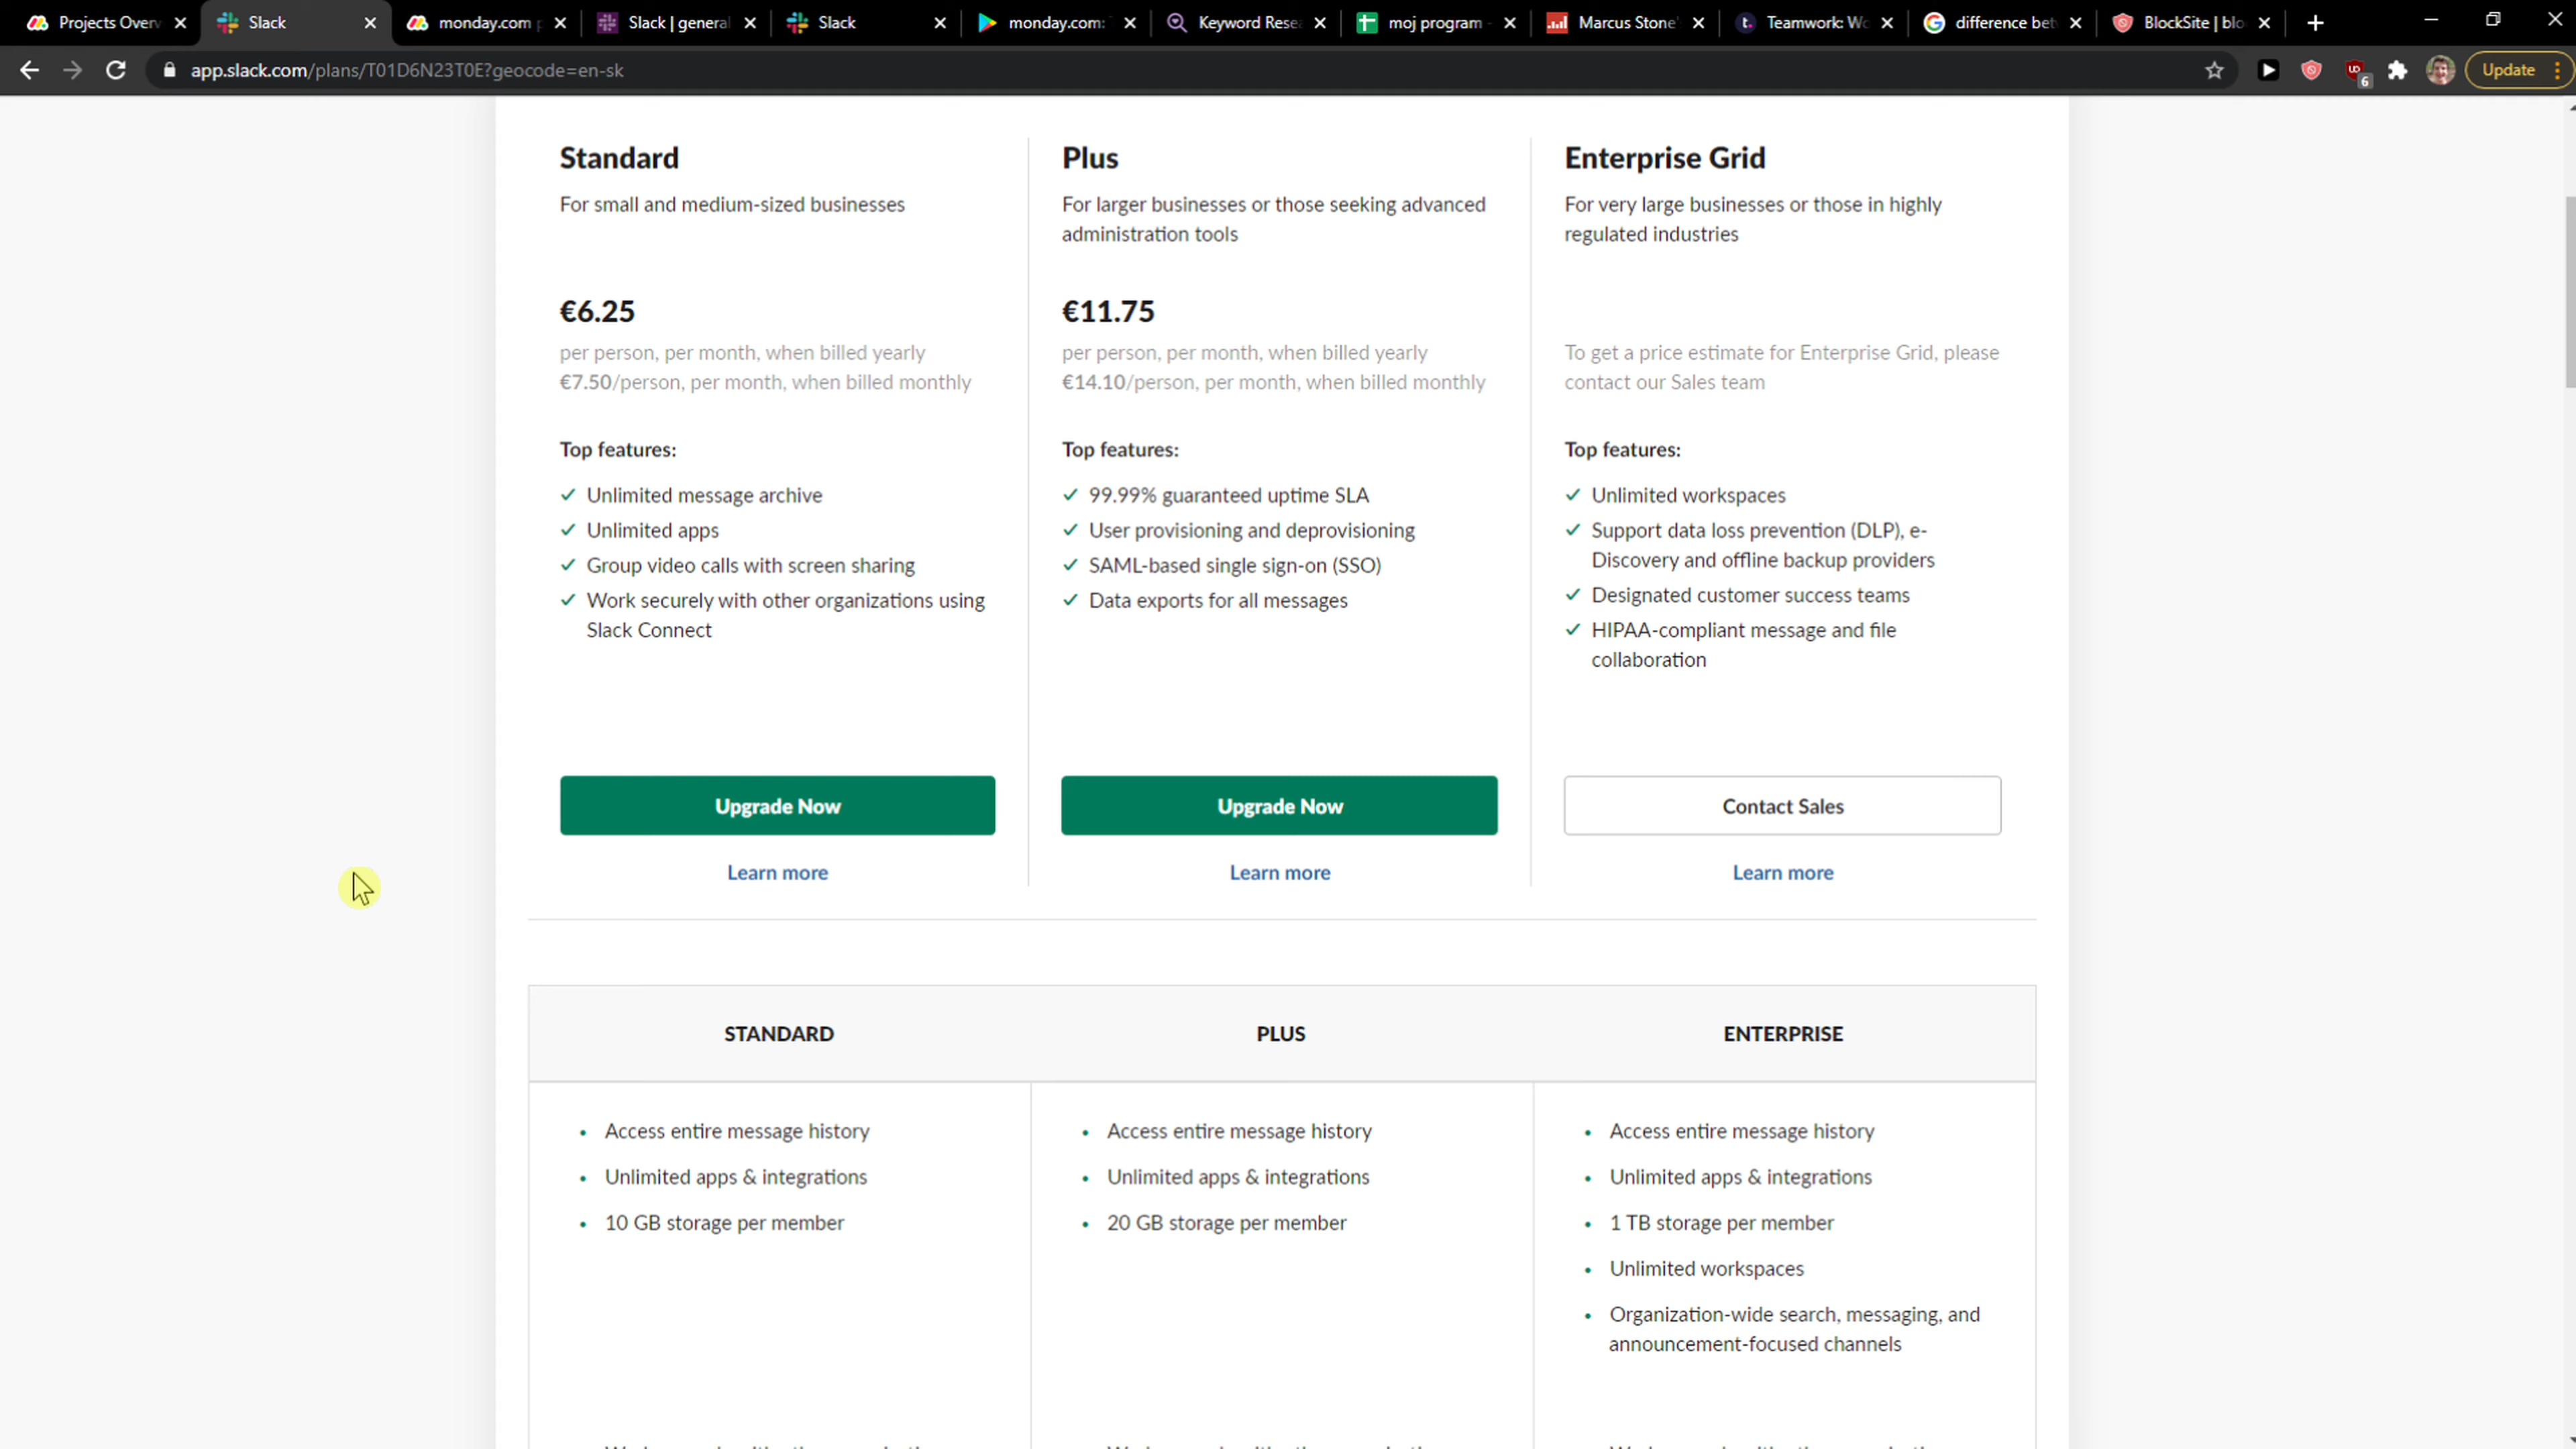 Projects Overv
Slack
monday.com p
Slack | general
Slack
monday.com:
Keyword Rese
moj program -
Marcus Stone'
Teamwork: Wo
difference bet
BlockSite | blo
app.slack.com/plans/T01D6N23T0E?geocode=en-sk
6
Update
Standard
For small and medium-sized businesses
€6.25
per person, per month, when billed yearly
€7.50/person, per month, when billed monthly
Top features:
Unlimited message archive
Unlimited apps
Group video calls with screen sharing
Work securely with other organizations using
Slack Connect
Upgrade Now
Learn more
Plus
For larger businesses or those seeking advanced
administration tools
€11.75
per person, per month, when billed yearly
€14.10/person, per month, when billed monthly
Top features:
99.99% guaranteed uptime SLA
User provisioning and deprovisioning
SAML-based single sign-on (SSO)
Data exports for all messages
Upgrade Now
Learn more
Enterprise Grid
For very large businesses or those in highly
regulated industries
To get a price estimate for Enterprise Grid, please
contact our Sales team
Top features:
Unlimited workspaces
Support data loss prevention (DLP), e-
Discovery and offline backup providers
Designated customer success teams
HIPAA-compliant message and file
collaboration
Contact Sales
Learn more
STANDARD
PLUS
ENTERPRISE
• Access entire message history
• Unlimited apps & integrations
• 10 GB storage per member
• Access entire message history
• Unlimited apps & integrations
• 20 GB storage per member
• Access entire message history
• Unlimited apps & integrations
• 1 TB storage per member
• Unlimited workspaces
• Organization-wide search, messaging, and
announcement-focused channels